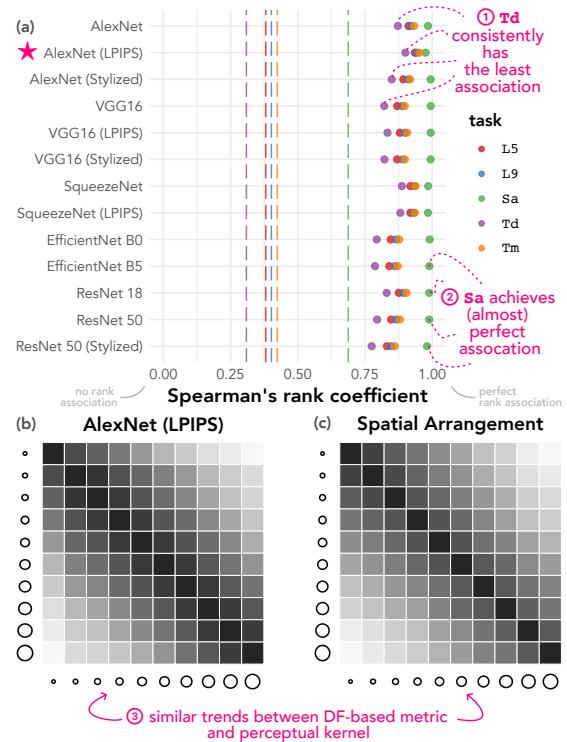 (a)
AlexNet
AlexNet (LPIPS)
AlexNet (Stylized)
VGG16
VGG16 (LPIPS)
VGG16 (Stylized)
SqueezeNet
SqueezeNet (LPIPS)
EfficientNet B0
EfficientNet B5
ResNet 18
ResNet 50
ResNet 50 (Stylized)
1 Td
consistently
has
the least
association
task
L5
L9
Sa
Td
Tm
2 Sa achieves
(almost)
perfect
assocation
0.00
0.25
0.50
0.75
1.00
no rank
association
Spearman's rank coefficient
perfect
rank association
(b)
AlexNet (LPIPS)
(c)
Spatial Arrangement
3 similar trends between DF-based metric
and perceptual kernel